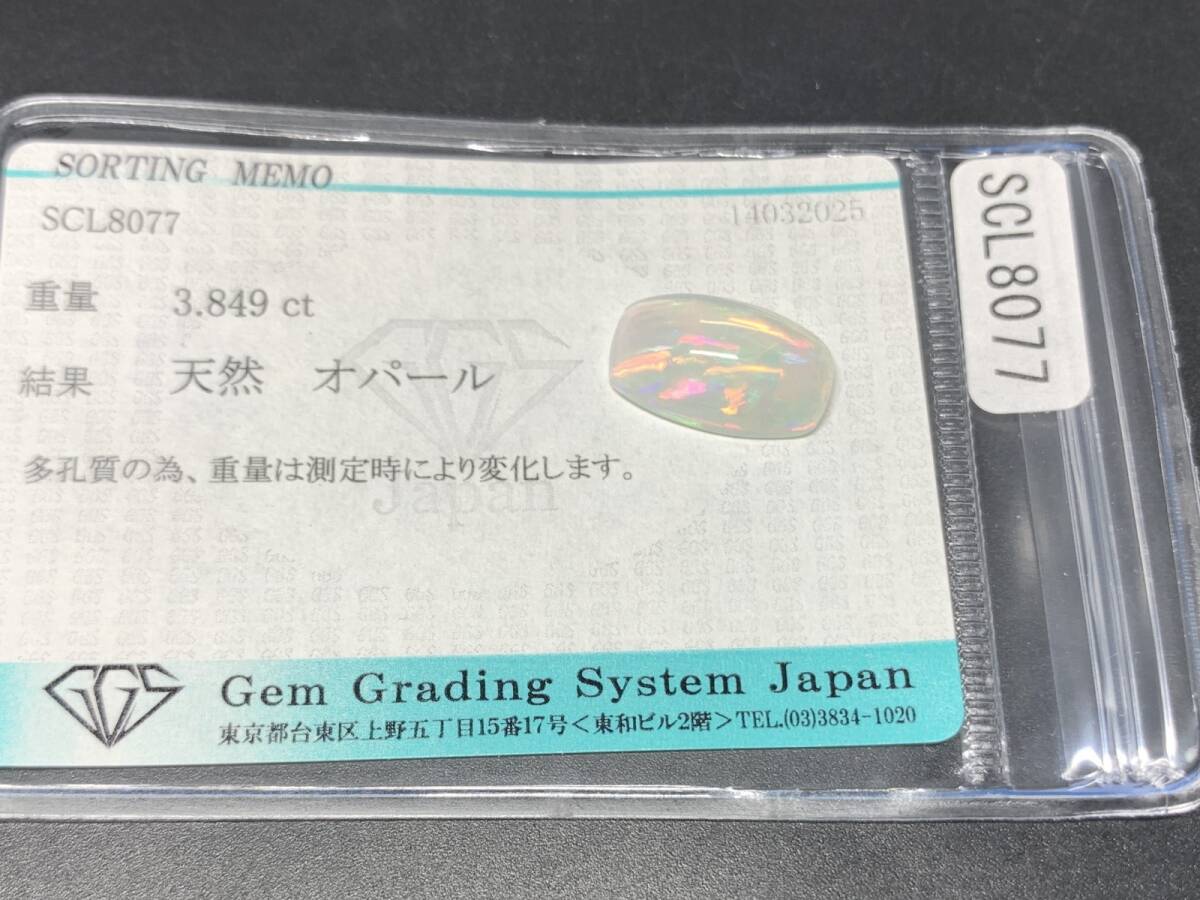 SORTING MEMO
SCL8077 14032025
重量 3.849 ct
結果 天然 オパール
多孔質の為、重量は測定時により変化します。
Japan
GGS Gem Grading System Japan
東京都台東区上野五丁目15番17号＜東和ビル2階＞TEL.(03)3834-1020
SCL8077